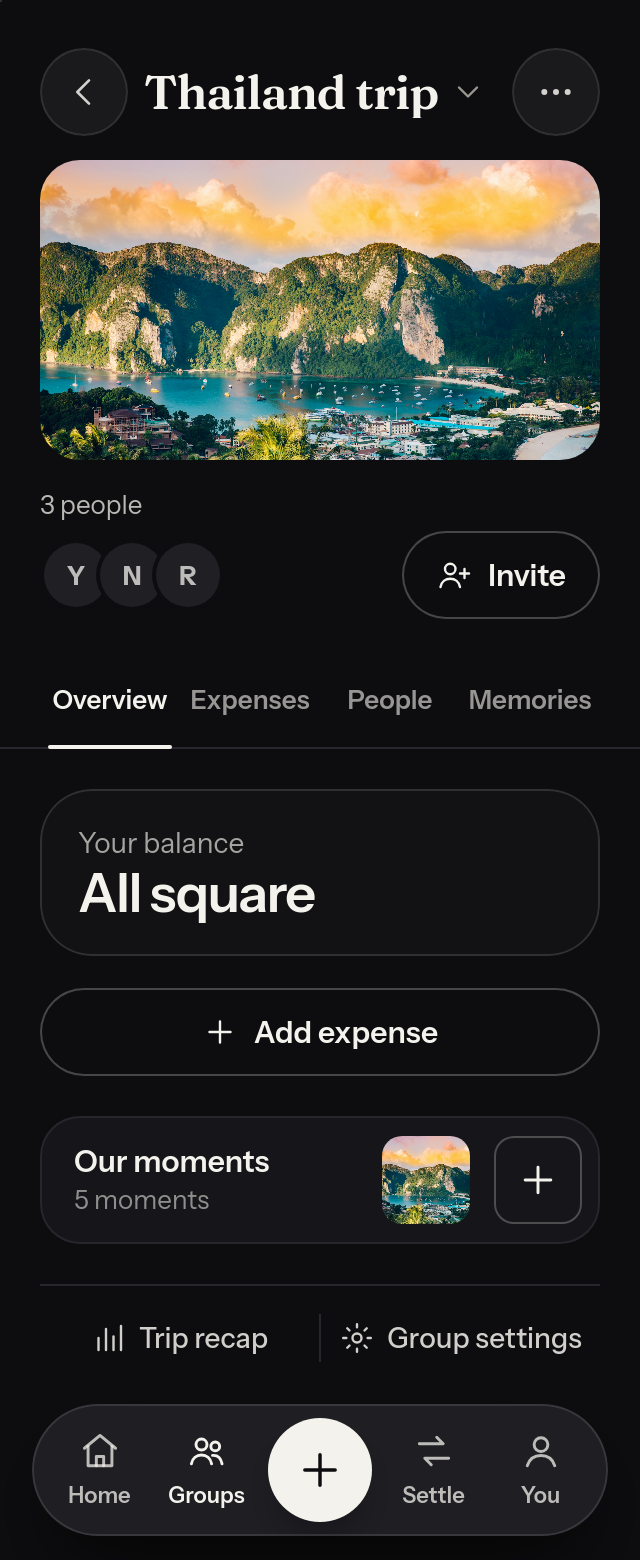 Thailand trip
3 people
Y N R
Invite
Overview Expenses People Memories
Your balance
All square
Add expense
Our moments
5 moments
Trip recap Group settings
Home Groups Settle You